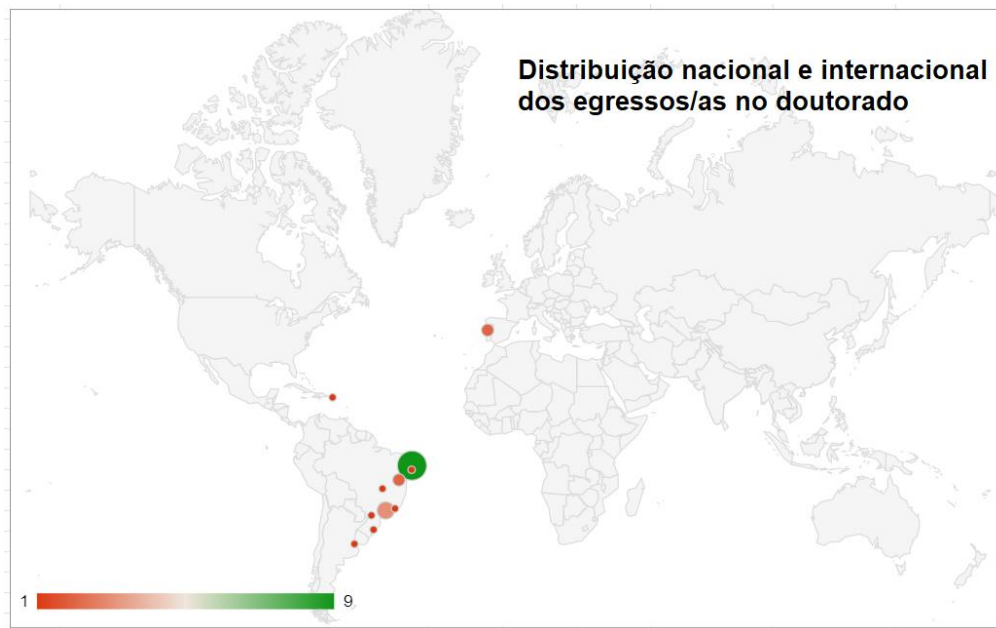 Distribuição nacional e internacional
dos egressos/as no doutorado
1 9